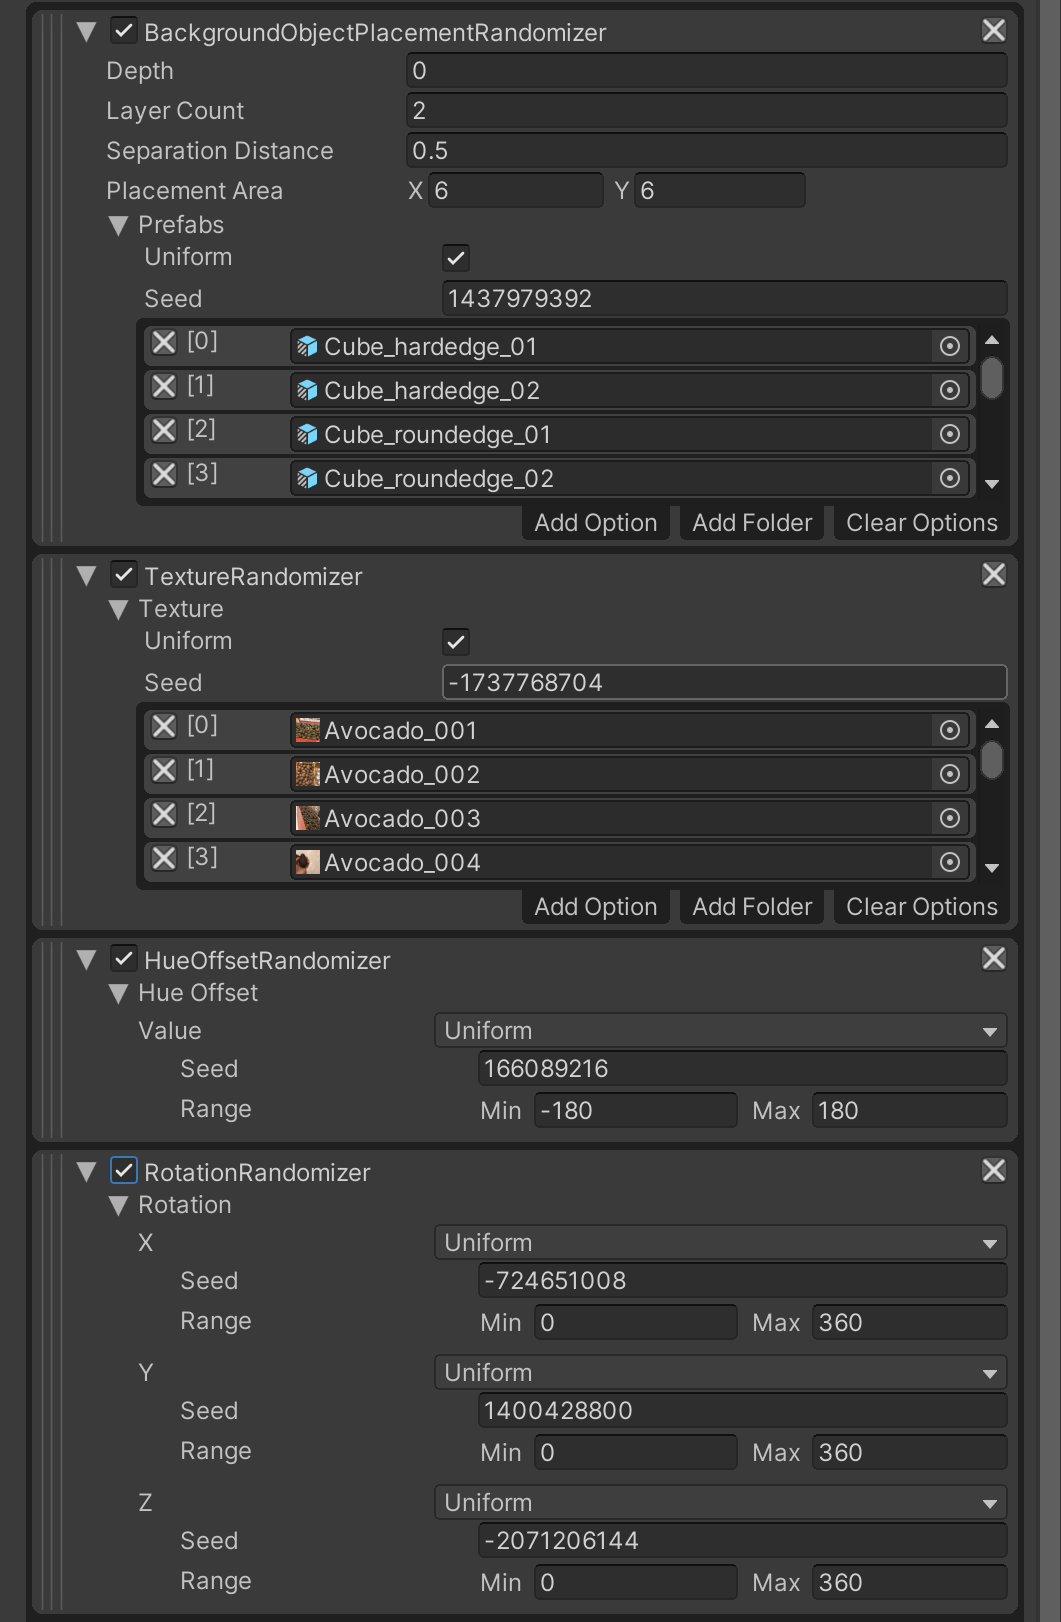 BackgroundObjectPlacementRandomizer
Depth 0
Layer Count 2
Separation Distance 0.5
Placement Area X 6 Y 6
Prefabs
Uniform
Seed 1437979392
[0] Cube_hardedge_01
[1] Cube_hardedge_02
[2] Cube_roundedge_01
[3] Cube_roundedge_02
Add Option Add Folder Clear Options
TextureRandomizer
Texture
Uniform
Seed -1737768704
[0] Avocado_001
[1] Avocado_002
[2] Avocado_003
[3] Avocado_004
Add Option Add Folder Clear Options
HueOffsetRandomizer
Hue Offset
Value Uniform
Seed 166089216
Range Min -180 Max 180
RotationRandomizer
Rotation
X Uniform
Seed -724651008
Range Min 0 Max 360
Y Uniform
Seed 1400428800
Range Min 0 Max 360
Z Uniform
Seed -2071206144
Range Min 0 Max 360